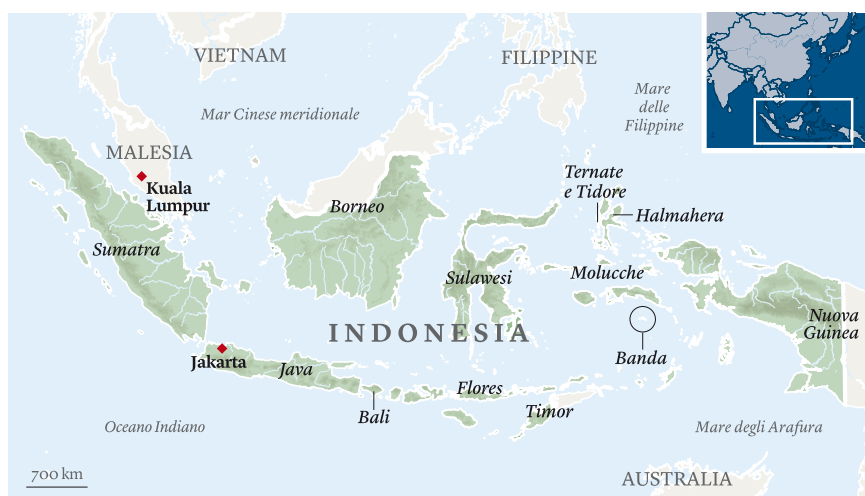 VIETNAM
FILIPPINE
Mare
delle
Filippine
Mar Cinese meridionale
MALESIA
Kuala
Lumpur
Ternate
e Tidore
Halmahera
Borneo
Sumatra
Sulawesi
Molucche
Nuova
Guinea
INDONESIA
Banda
Jakarta
Java
Flores
Bali
Timor
Oceano Indiano
Mare degli Arafura
700 km
AUSTRALIA